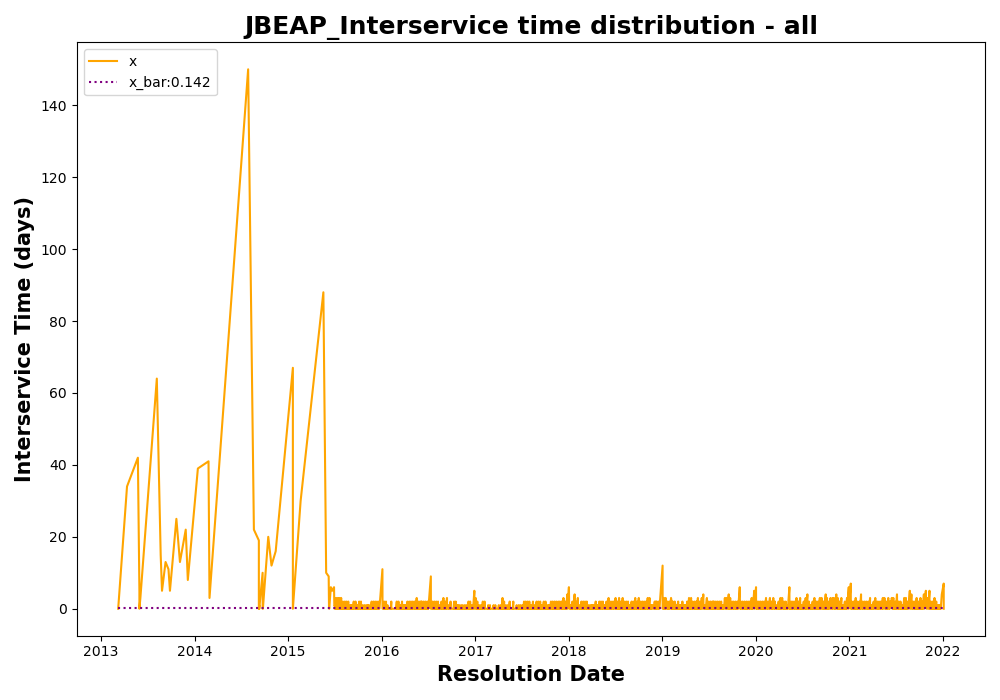 JBEAP_Interservice time distribution - all
x
x_bar:0.142
Interservice Time (days)
140
120
100
80
60
40
20
0
2013 2014 2015 2016 2017 2018 2019 2020 2021 2022
Resolution Date